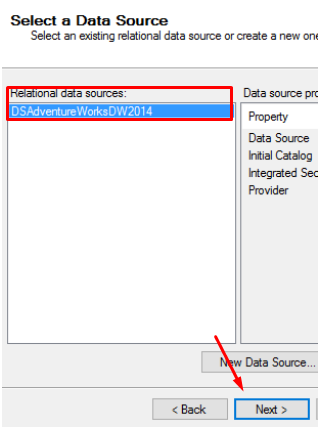 Select a Data Source
Select an existing relational data source or create a new one
Relational data sources:
Data source pro
DSAdventureWorksDW2014
Property
Data Source
Initial Catalog
Integrated Sec
Provider
New Data Source...
< Back
Next >